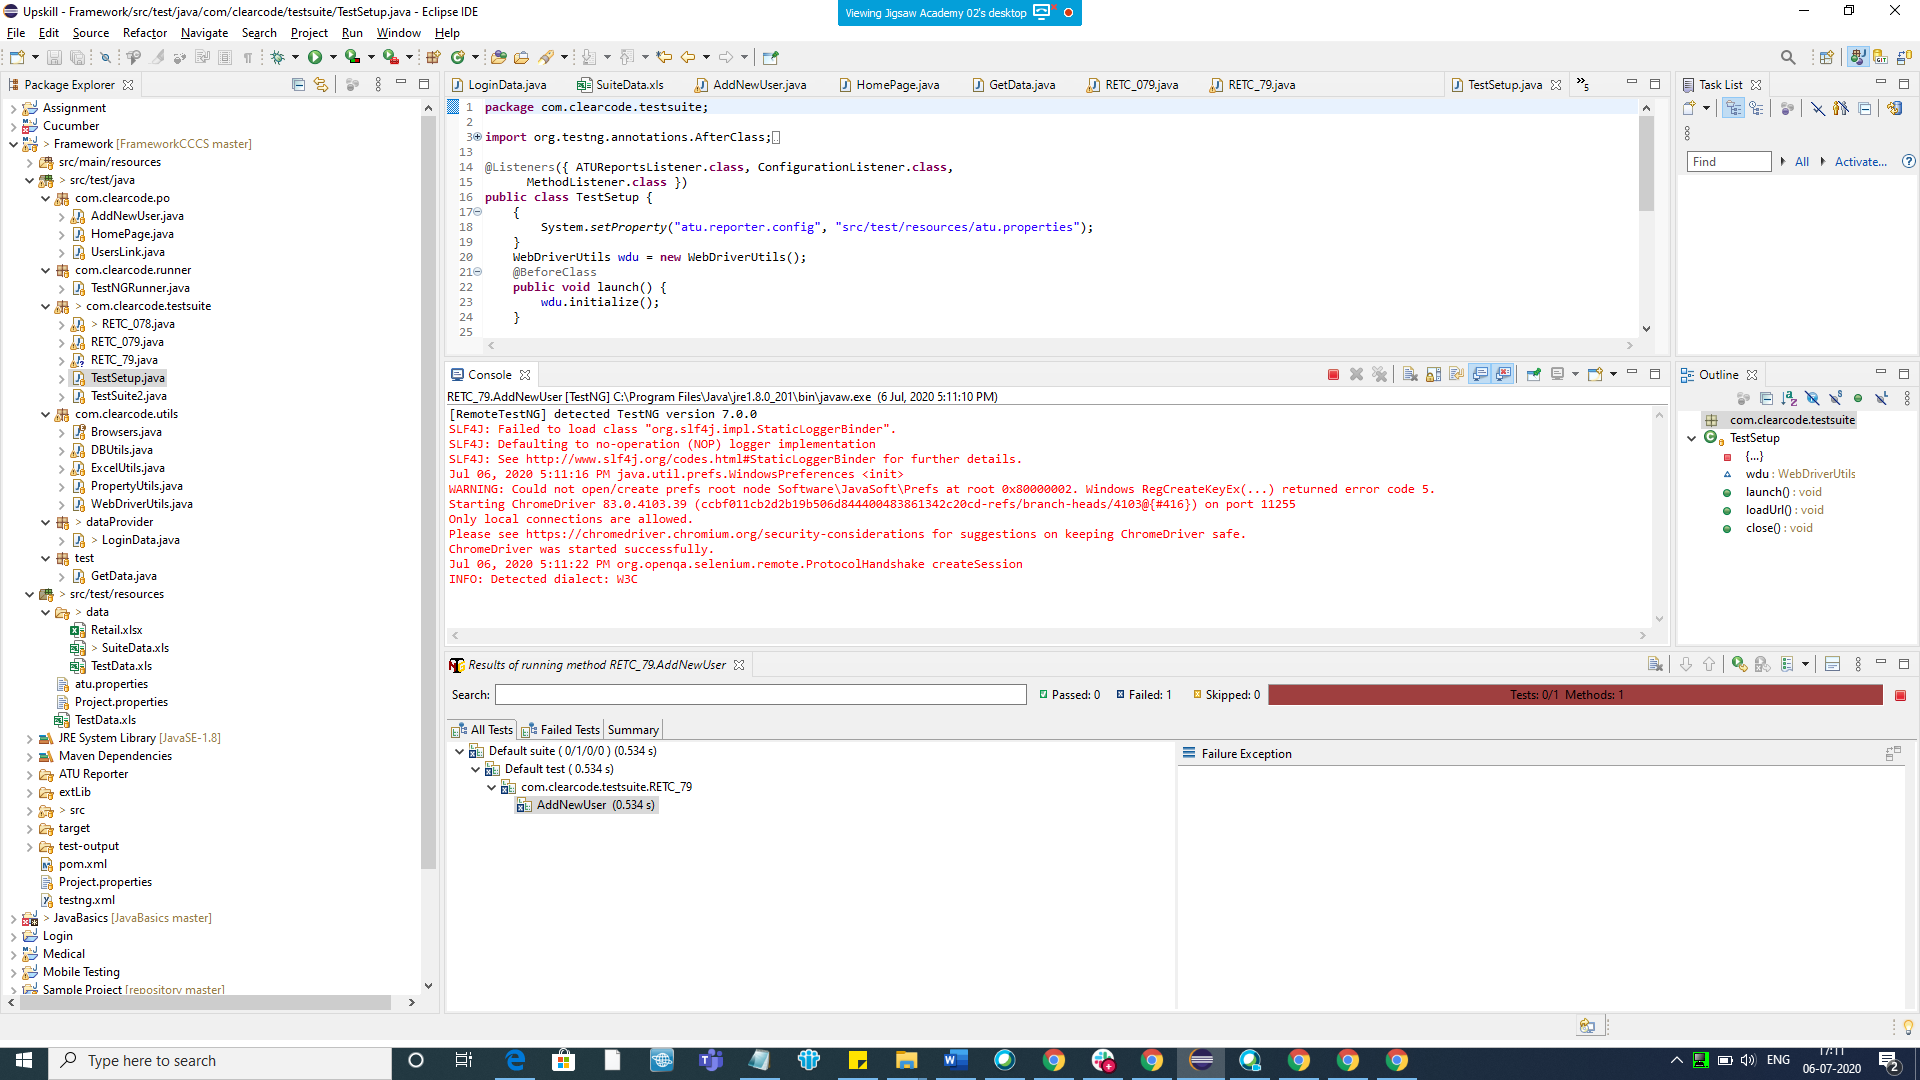 Upskill - Framework/src/test/java/com/clearcode/testsuite/TestSetup.java - Eclipse IDE
Viewing Jigsaw Academy 02's desktop
File Edit Source Refactor Navigate Search Project Run Window Help
Package Explorer
Assignment
Cucumber
> Framework [FrameworkCCCS master]
src/main/resources
> src/test/java
com.clearcode.po
AddNewUser.java
HomePage.java
UsersLink.java
com.clearcode.runner
TestNGRunner.java
> com.clearcode.testsuite
> RETC_078.java
RETC_079.java
RETC_79.java
TestSetup.java
TestSuite2.java
com.clearcode.utils
Browsers.java
DBUtils.java
ExcelUtils.java
PropertyUtils.java
WebDriverUtils.java
> dataProvider
> LoginData.java
test
GetData.java
> src/test/resources
> data
Retail.xlsx
> SuiteData.xls
TestData.xls
atu.properties
Project.properties
TestData.xls
JRE System Library [JavaSE-1.8]
Maven Dependencies
ATU Reporter
extLib
> src
target
test-output
pom.xml
Project.properties
testng.xml
> JavaBasics [JavaBasics master]
Login
Medical
Mobile Testing
Sample Project [repository master]
LoginData.java SuiteData.xls AddNewUser.java HomePage.java GetData.java RETC_079.java RETC_79.java TestSetup.java »5
1 package com.clearcode.testsuite;
2
3 import org.testng.annotations.AfterClass;
13
14 @Listeners({ ATUReportsListener.class, ConfigurationListener.class,
15 MethodListener.class })
16 public class TestSetup {
17 {
18 System.setProperty("atu.reporter.config", "src/test/resources/atu.properties");
19 }
20 WebDriverUtils wdu = new WebDriverUtils();
21 @BeforeClass
22 public void launch() {
23 wdu.initialize();
24 }
25
Console
RETC_79.AddNewUser [TestNG] C:\Program Files\Java\jre1.8.0_201\bin\javaw.exe (6 Jul, 2020 5:11:10 PM)
[RemoteTestNG] detected TestNG version 7.0.0
SLF4J: Failed to load class "org.slf4j.impl.StaticLoggerBinder".
SLF4J: Defaulting to no-operation (NOP) logger implementation
SLF4J: See http://www.slf4j.org/codes.html#StaticLoggerBinder for further details.
Jul 06, 2020 5:11:16 PM java.util.prefs.WindowsPreferences <init>
WARNING: Could not open/create prefs root node Software\JavaSoft\Prefs at root 0x80000002. Windows RegCreateKeyEx(...) returned error code 5.
Starting ChromeDriver 83.0.4103.39 (ccbf011cb2d2b19b506d844400483861342c20cd-refs/branch-heads/4103@{#416}) on port 11255
Only local connections are allowed.
Please see https://chromedriver.chromium.org/security-considerations for suggestions on keeping ChromeDriver safe.
ChromeDriver was started successfully.
Jul 06, 2020 5:11:22 PM org.openqa.selenium.remote.ProtocolHandshake createSession
INFO: Detected dialect: W3C
Results of running method RETC_79.AddNewUser
Search: Passed: 0 Failed: 1 Skipped: 0 Tests: 0/1 Methods: 1
All Tests Failed Tests Summary
Default suite ( 0/1/0/0 ) (0.534 s)
Default test ( 0.534 s)
com.clearcode.testsuite.RETC_79
AddNewUser (0.534 s)
Failure Exception
Task List
Find All Activate...
Outline
com.clearcode.testsuite
TestSetup
{...}
wdu : WebDriverUtils
launch() : void
loadUrl() : void
close() : void
Type here to search
ENG
17:11
06-07-2020
2